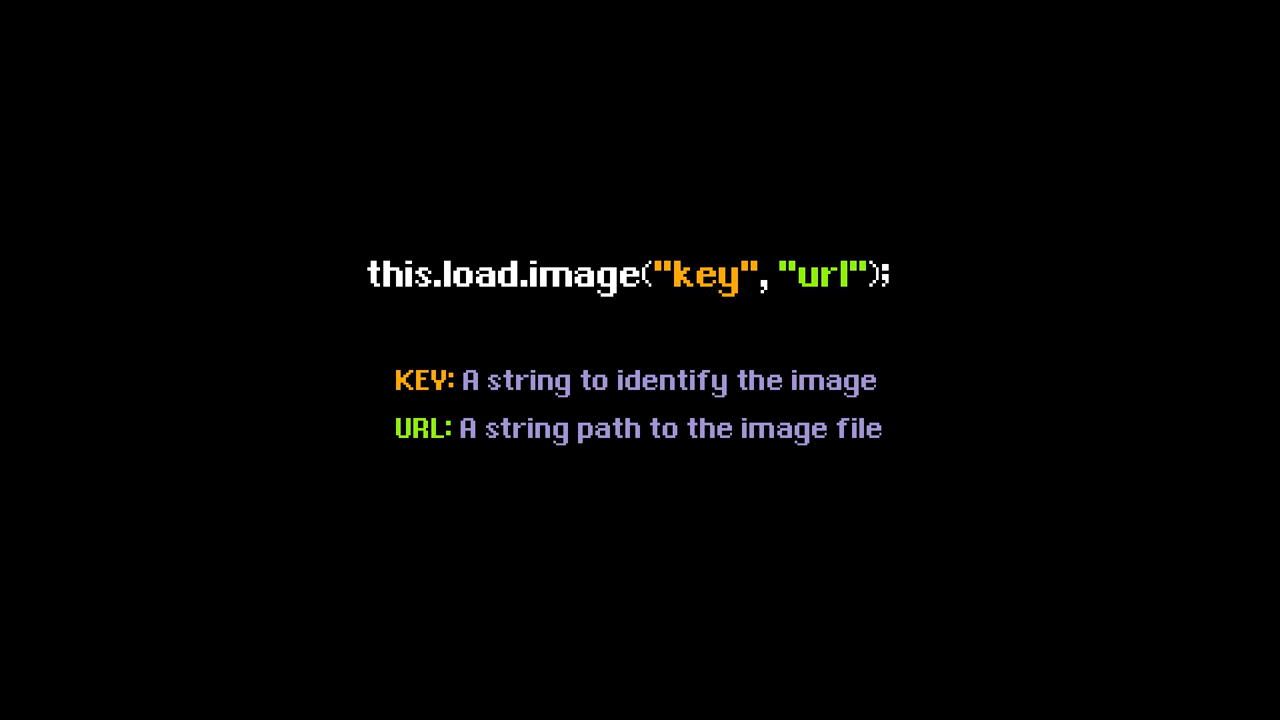 this.load.image("key", "url");
KEY: A string to identify the image
URL: A string path to the image file